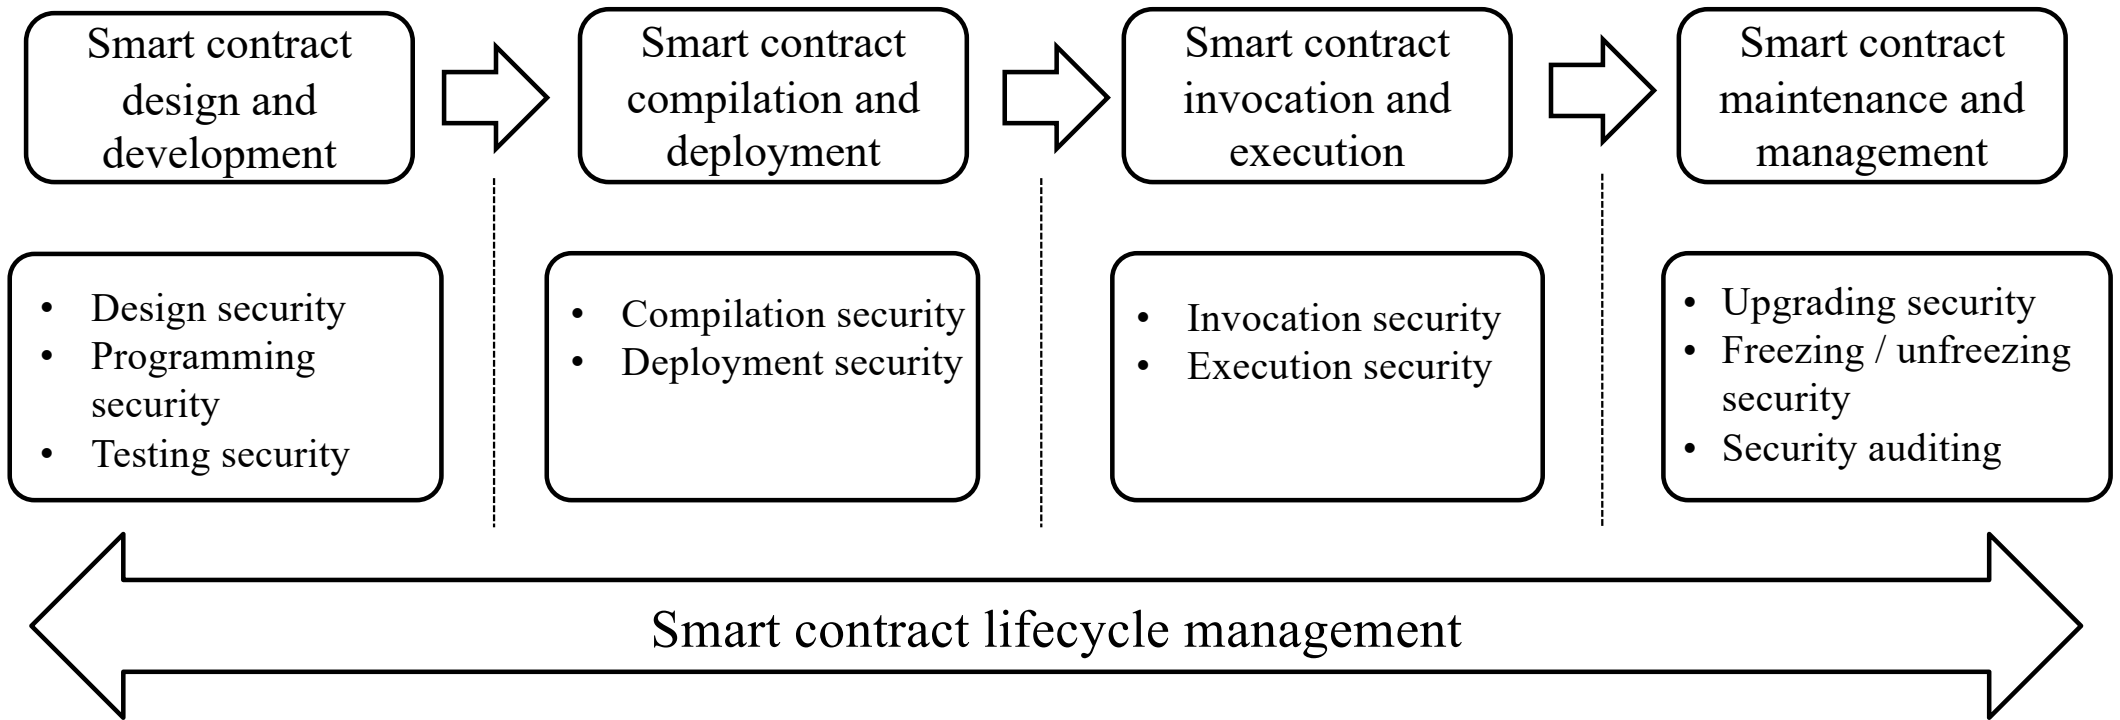 Smart contract
design and
development
Smart contract
compilation and
deployment
Smart contract
invocation and
execution
Smart contract
maintenance and
management
• Design security
• Programming
security
• Testing security
• Compilation security
• Deployment security
• Invocation security
• Execution security
• Upgrading security
• Freezing / unfreezing
security
• Security auditing
Smart contract lifecycle management